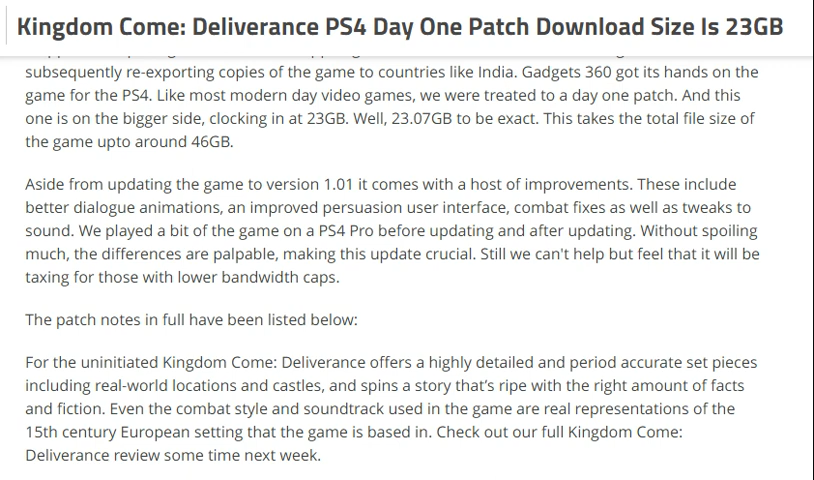 Kingdom Come: Deliverance PS4 Day One Patch Download Size Is 23GB
subsequently re-exporting copies of the game to countries like India. Gadgets 360 got its hands on the
game for the PS4. Like most modern day video games, we were treated to a day one patch. And this
one is on the bigger side, clocking in at 23GB. Well, 23.07GB to be exact. This takes the total file size of
the game upto around 46GB.
Aside from updating the game to version 1.01 it comes with a host of improvements. These include
better dialogue animations, an improved persuasion user interface, combat fixes as well as tweaks to
sound. We played a bit of the game on a PS4 Pro before updating and after updating. Without spoiling
much, the differences are palpable, making this update crucial. Still we can't help but feel that it will be
taxing for those with lower bandwidth caps.
The patch notes in full have been listed below:
For the uninitiated Kingdom Come: Deliverance offers a highly detailed and period accurate set pieces
including real-world locations and castles, and spins a story that’s ripe with the right amount of facts
and fiction. Even the combat style and soundtrack used in the game are real representations of the
15th century European setting that the game is based in. Check out our full Kingdom Come:
Deliverance review some time next week.